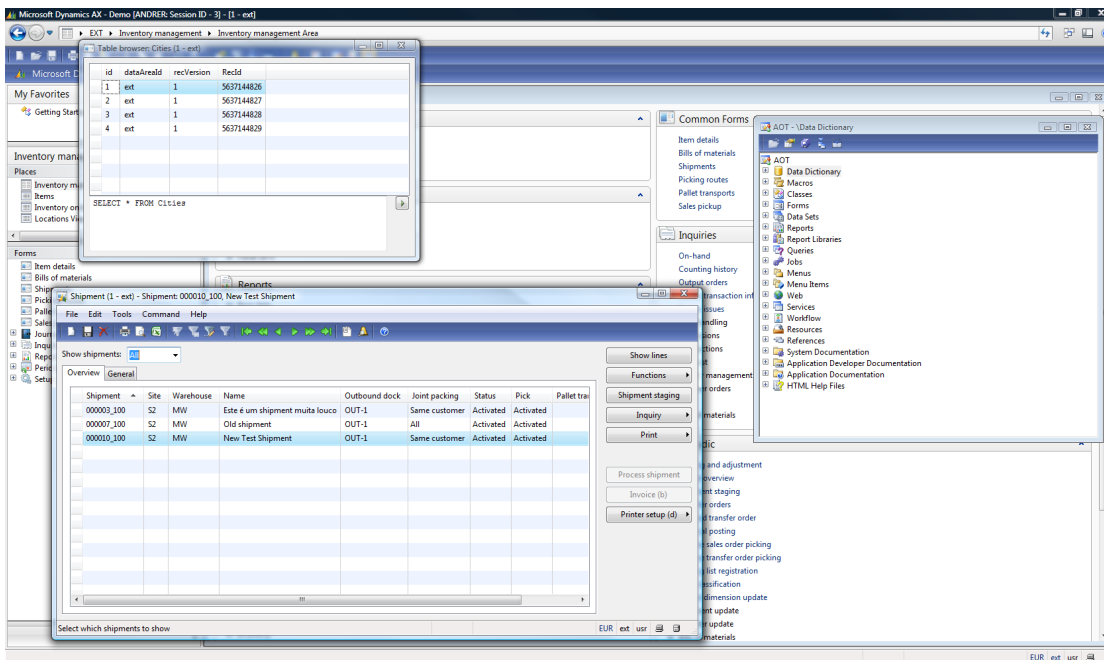 Microsoft Dynamics AX - Demo [ANDRER: Session ID - 3] - [1 - ext]
EXT
Inventory management
Inventory management Area
Table browser: Cities (1 - ext)
id dataAreaId recVersion RecId
1 ext 1 5637144826
2 ext 1 5637144827
3 ext 1 5637144828
4 ext 1 5637144829
SELECT * FROM Cities
My Favorites
Getting Start
Places
Items
Forms
Item details
Bills of materials
Reports
Common Forms
Item details
Bills of materials
Shipments
Picking routes
Pallet transports
Sales pickup
Inquiries
On-hand
Counting history
Output orders
AOT - \Data Dictionary
AOT
Data Dictionary
Macros
Classes
Forms
Data Sets
Reports
Report Libraries
Queries
Jobs
Menus
Menu Items
Web
Services
Workflow
Resources
References
System Documentation
Application Developer Documentation
Application Documentation
HTML Help Files
Shipment (1 - ext) - Shipment: 000010_100, New Test Shipment
File Edit Tools Command Help
Show shipments: All
Overview General
Shipment Site Warehouse Name Outbound dock Joint packing Status Pick Pallet tran
000003_100 S2 MW Este é um shipment muita louco OUT-1 Same customer Activated Activated
000007_100 S2 MW Old shipment OUT-1 All Activated Activated
000010_100 S2 MW New Test Shipment OUT-1 Same customer Activated Activated
Show lines
Functions
Shipment staging
Inquiry
Print
Process shipment
Invoice (b)
Printer setup (d)
Select which shipments to show
EUR ext usr
transaction inf
management
materials
g and adjustment
overview
ent staging
r orders
d transfer order
l posting
sales order picking
transfer order picking
list registration
assification
dimension update
ent update
r update
materials
EUR ext usr